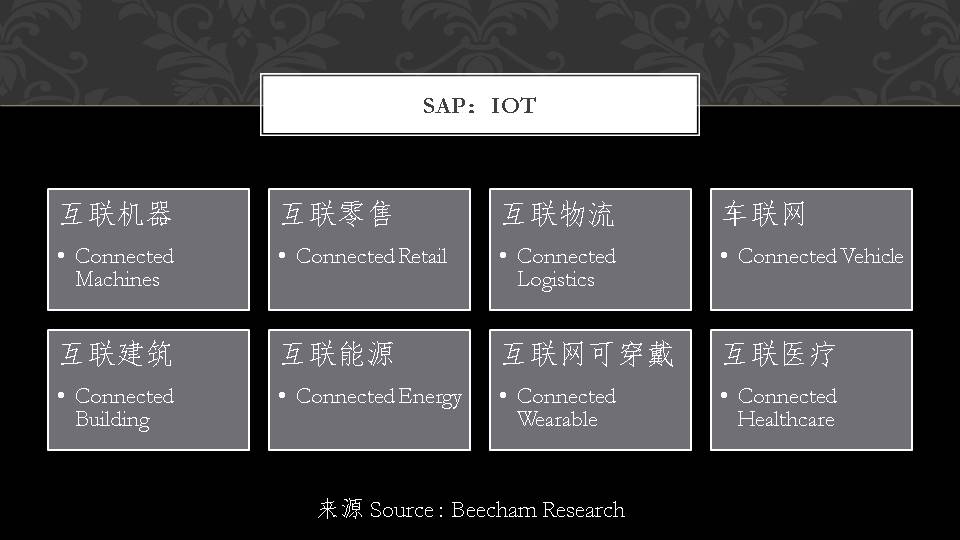 SAP：IOT
互联机器
• Connected
Machines
互联零售
• Connected Retail
互联物流
• Connected
Logistics
车联网
• Connected Vehicle
互联建筑
• Connected
Building
互联能源
• Connected Energy
互联网可穿戴
• Connected
Wearable
互联医疗
• Connected
Healthcare
来源 Source : Beecham Research